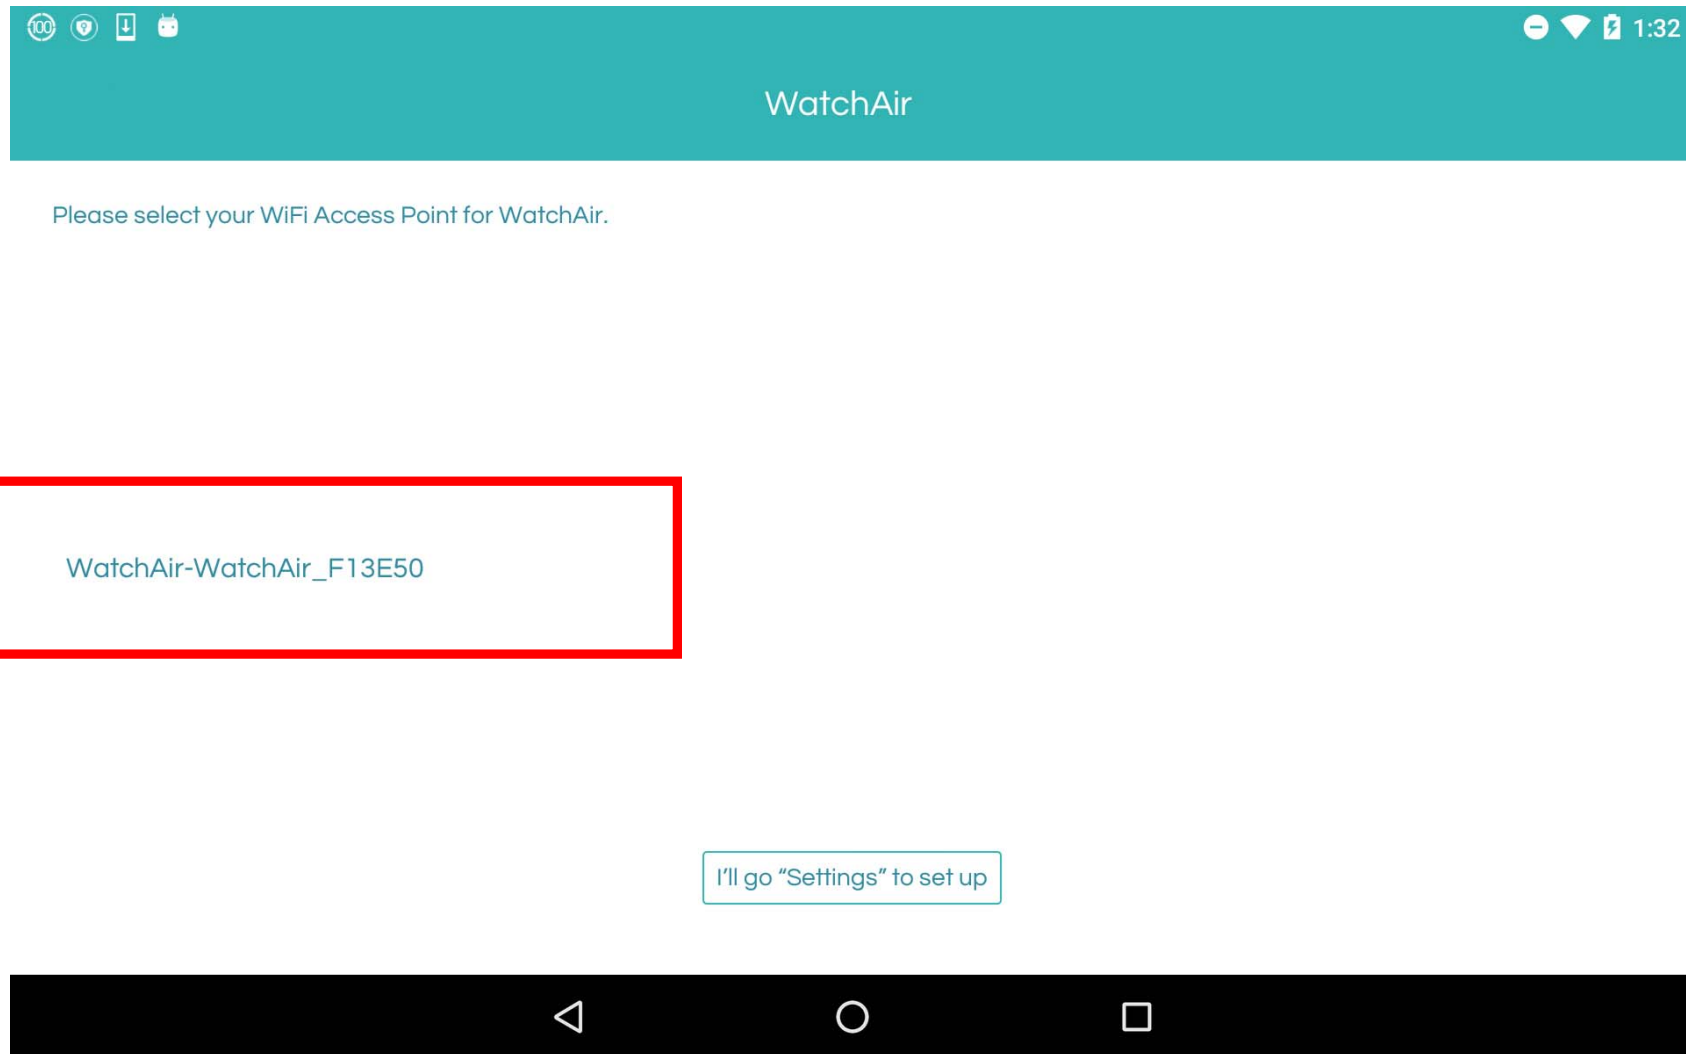 100
1:32
WatchAir
Please select your WiFi Access Point for WatchAir.
WatchAir-WatchAir_F13E50
I'll go “Settings” to set up